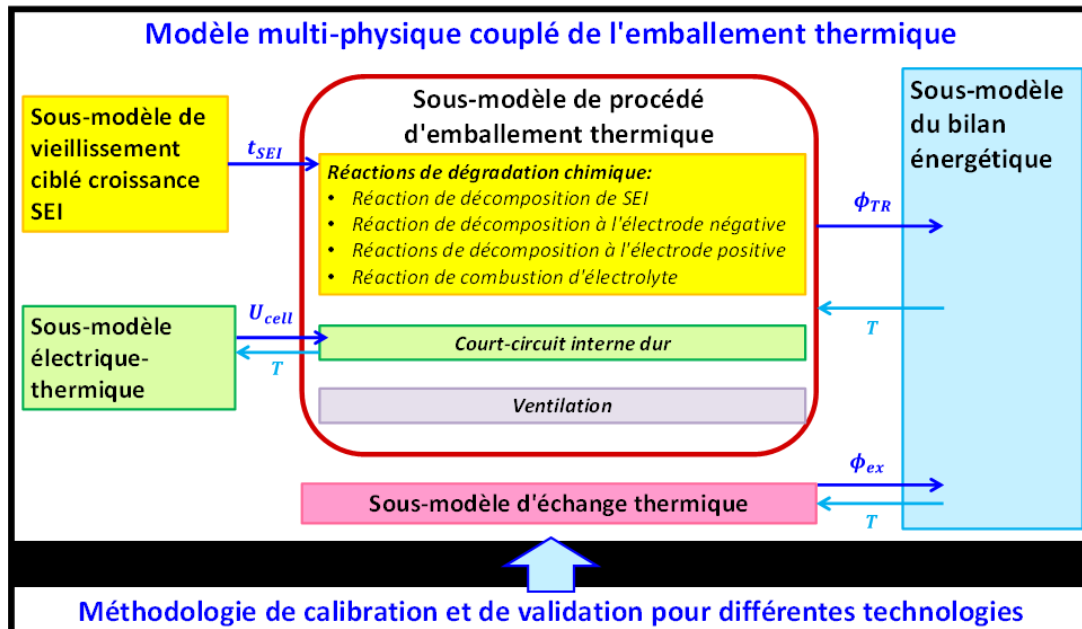 Modèle multi-physique couplé de l'emballement thermique
Sous-modèle de
vieillissement
ciblé croissance
SEI
t_SEI
Sous-modèle de procédé
d'emballement thermique
Réactions de dégradation chimique:
• Réaction de décomposition de SEI
• Réaction de décomposition à l'électrode négative
• Réactions de décomposition à l'électrode positive
• Réaction de combustion d'électrolyte
Sous-modèle
électrique-
thermique
U_cell
T
Court-circuit interne dur
Ventilation
Sous-modèle d'échange thermique
ϕ_TR
T
ϕ_ex
T
Sous-modèle
du bilan
énergétique
Méthodologie de calibration et de validation pour différentes technologies